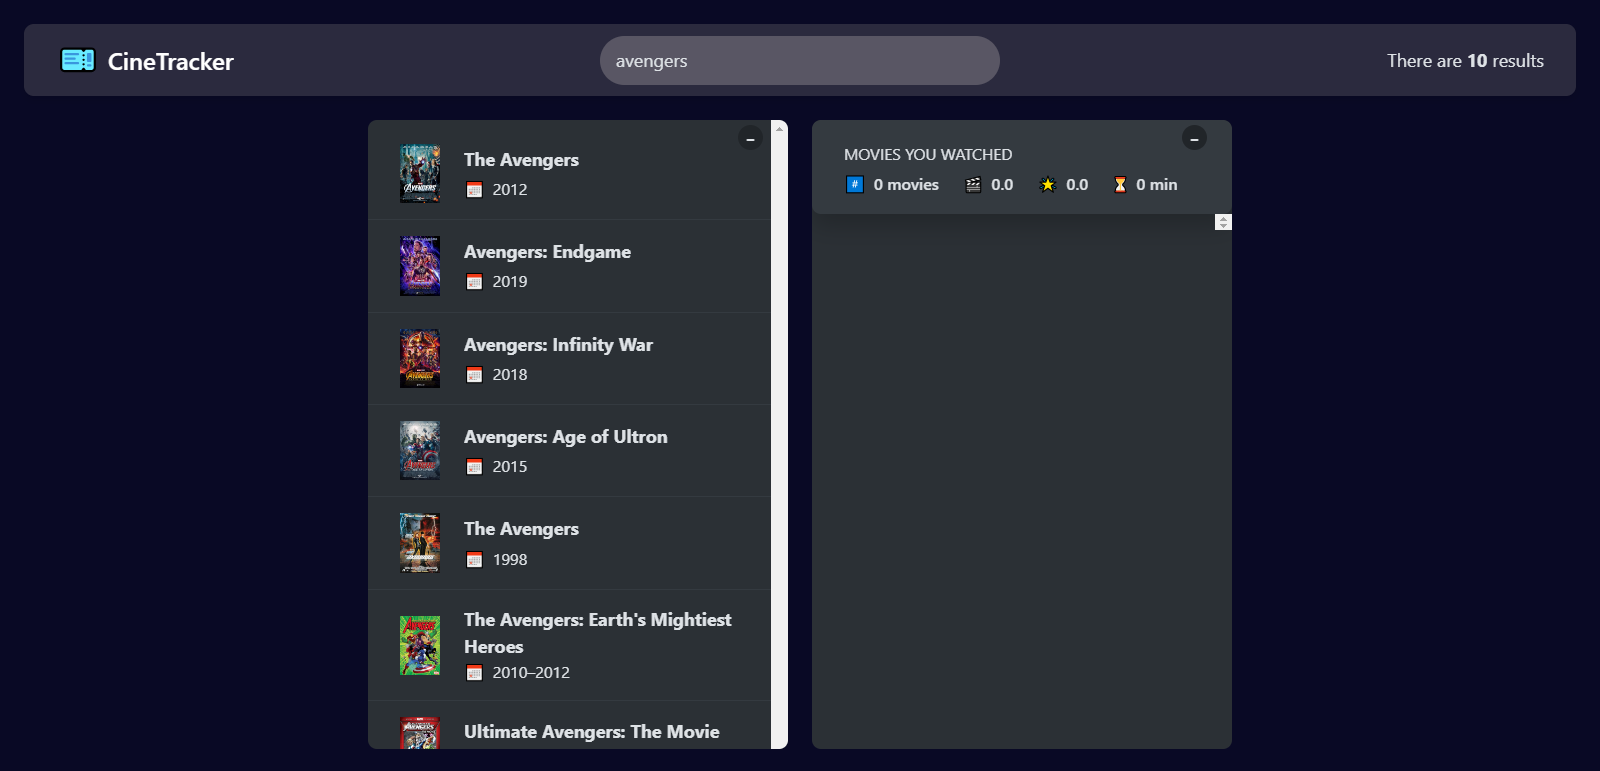 CineTracker
avengers
There are 10 results
The Avengers
2012
Avengers: Endgame
2019
Avengers: Infinity War
2018
Avengers: Age of Ultron
2015
The Avengers
1998
The Avengers: Earth's Mightiest
Heroes
2010–2012
Ultimate Avengers: The Movie
MOVIES YOU WATCHED
# 0 movies 0.0 0.0 0 min